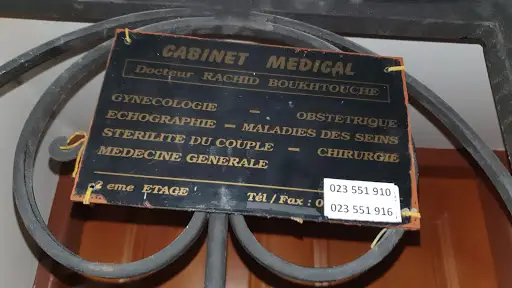 CABINET MEDICAL
Docteur RACHID BOUKHTOUCHE
GYNECOLOGIE - OBSTETRIQUE
ECHOGRAPHIE - MALADIES DES SEINS
STERILITE DU COUPLE - CHIRURGIE
MEDECINE GENERALE
2 eme ETAGE Tél / Fax : 0
023 551 910
023 551 916